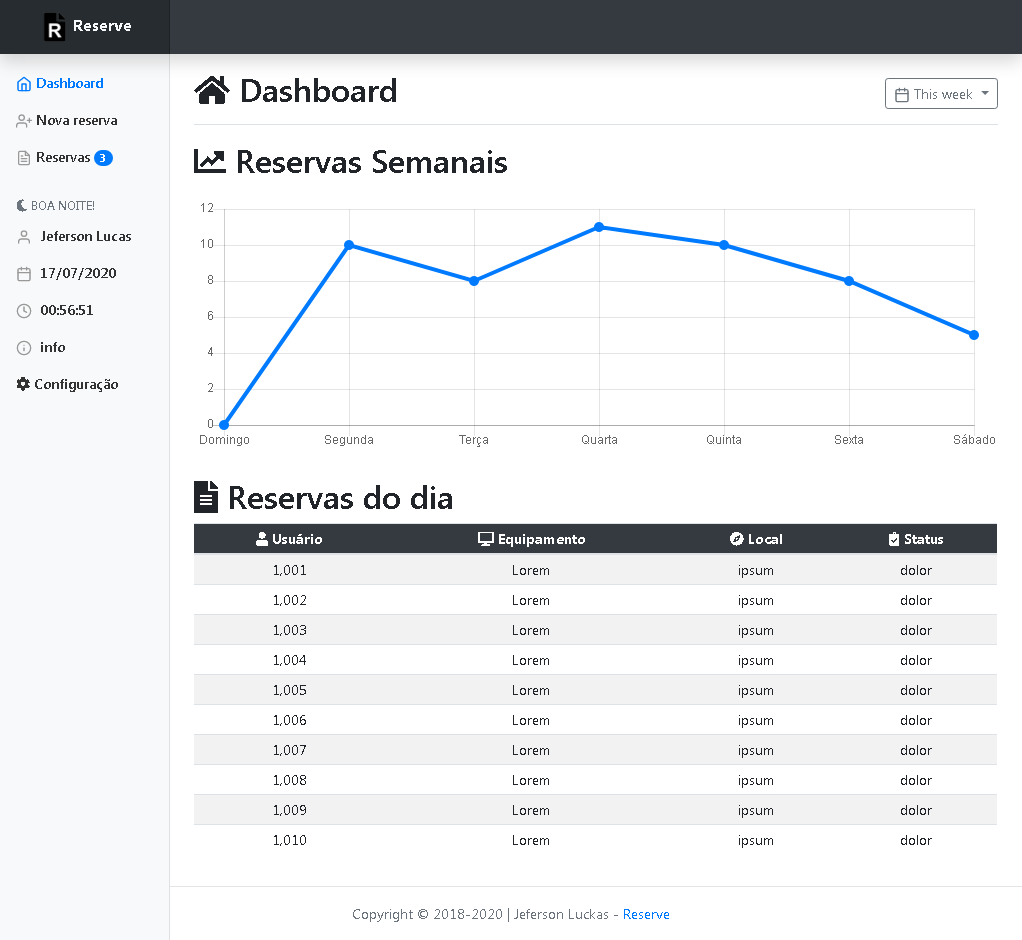 R Reserve
Dashboard
Nova reserva
Reservas 3
BOA NOITE!
Jeferson Lucas
17/07/2020
00:56:51
info
Configuração
Dashboard
This week
Reservas Semanais
12
10
8
6
4
2
0
Domingo Segunda Terça Quarta Quinta Sexta Sábado
Reservas do dia
Usuário Equipamento Local Status
1,001 Lorem ipsum dolor
1,002 Lorem ipsum dolor
1,003 Lorem ipsum dolor
1,004 Lorem ipsum dolor
1,005 Lorem ipsum dolor
1,006 Lorem ipsum dolor
1,007 Lorem ipsum dolor
1,008 Lorem ipsum dolor
1,009 Lorem ipsum dolor
1,010 Lorem ipsum dolor
Copyright © 2018-2020 | Jeferson Luckas - Reserve